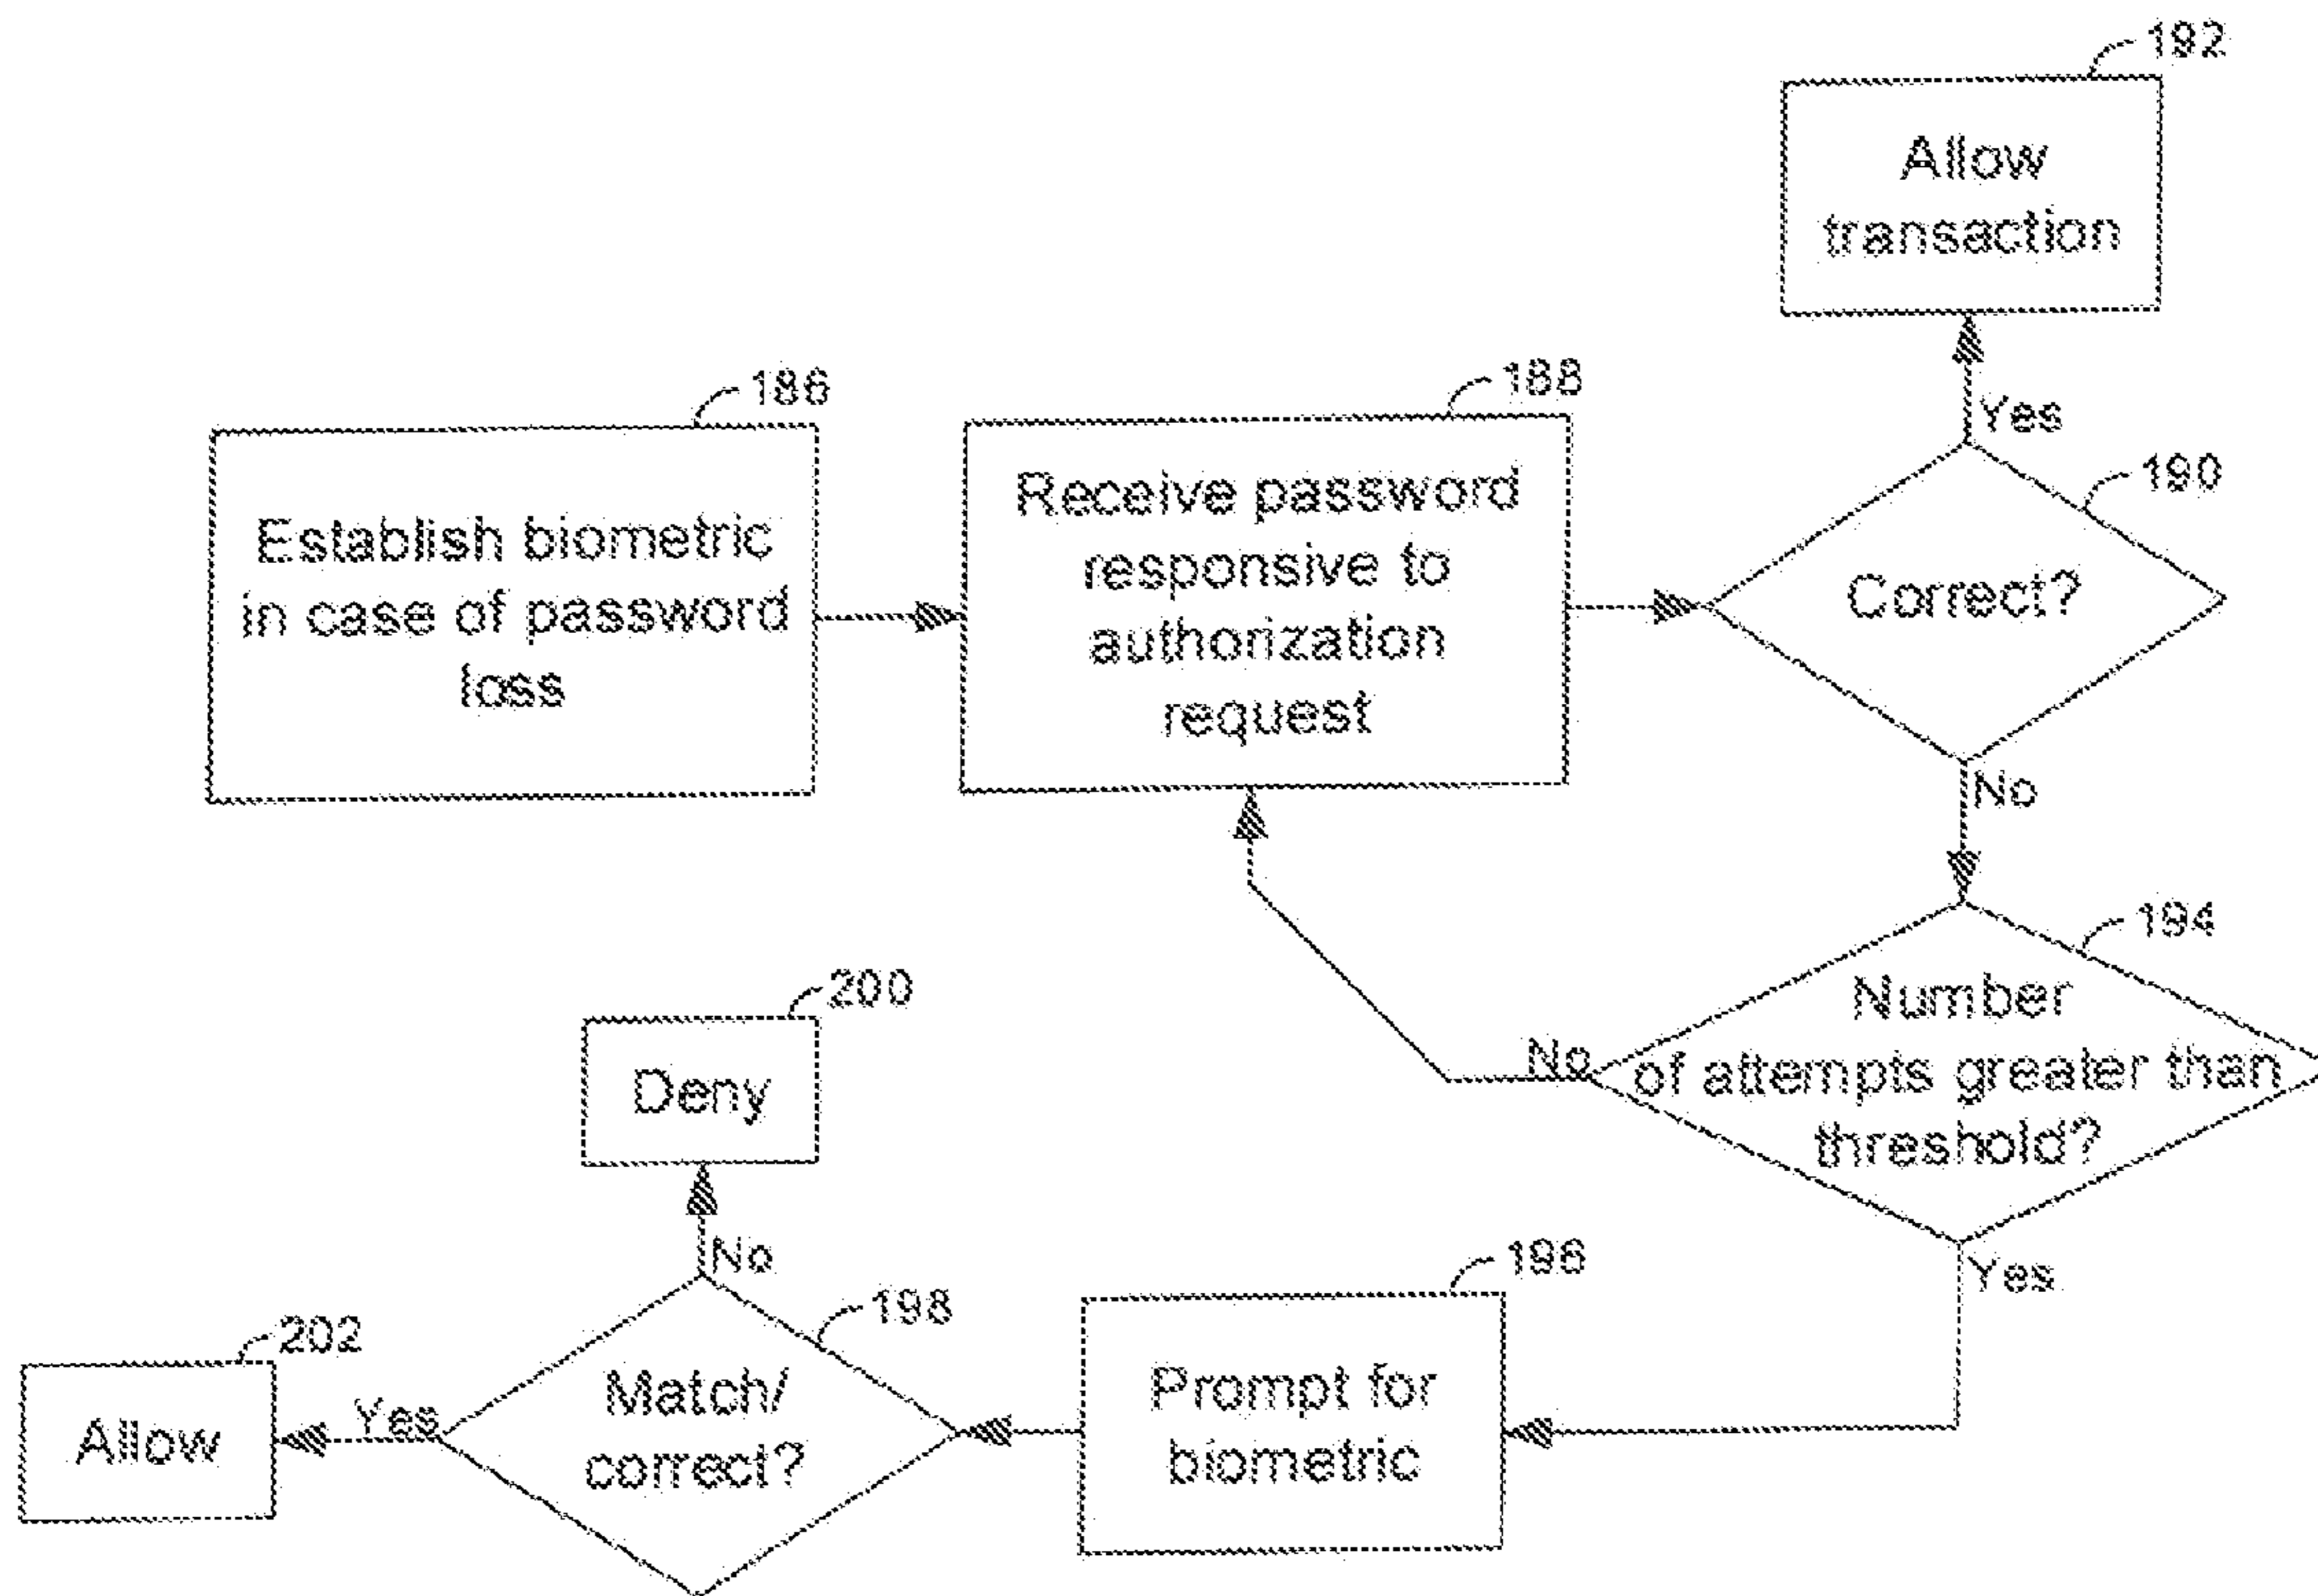 192
Allow
transaction
186
188
Yes
190
Establish biometric
in case of password
loss
Receive password
responsive to
authorization
request
Correct?
No
194
200
Number
of attempts greater than
threshold?
No
Deny
No
196
Yes
198
202
Allow
Yes
Match/
correct?
Prompt for
biometric